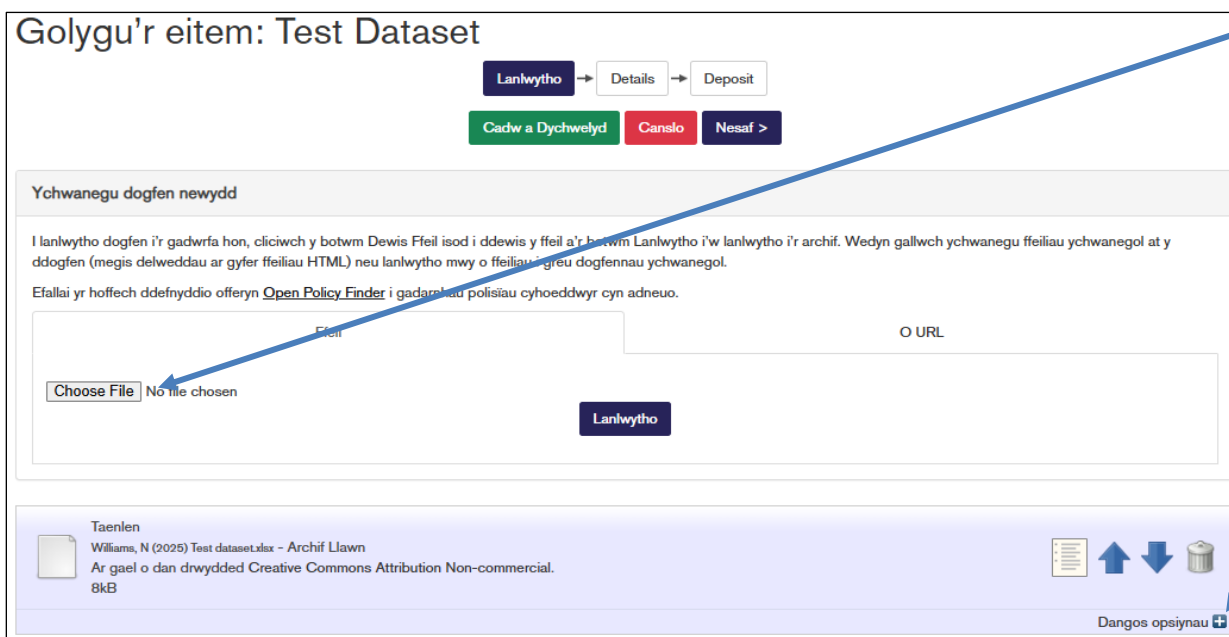 Golygu'r eitem: Test Dataset
Lanlwytho Details Deposit
Cadw a Dychwelyd Canslo Nesaf >
Ychwanegu dogfen newydd
I lanlwytho dogfen i'r gadwrfa hon, cliciwch y botwm Dewis Ffeil isod i ddewis y ffeil a'r botwm Lanlwytho i'w lanlwytho i'r archif. Wedyn gallwch ychwanegu ffeiliau ychwanegol at y
ddogfen (megis delweddau ar gyfer ffeiliau HTML) neu lanlwytho mwy o ffeiliau i greu dogfennau ychwanegol.
Efallai yr hoffech ddefnyddio offeryn Open Policy Finder i gadarnhau polisïau cyhoeddwyr cyn adneuo.
Ffeil O URL
Choose File No file chosen
Lanlwytho
Taenlen
Williams, N (2025) Test dataset.xlsx - Archif Llawn
Ar gael o dan drwydded Creative Commons Attribution Non-commercial.
8kB
Dangos opsiynau